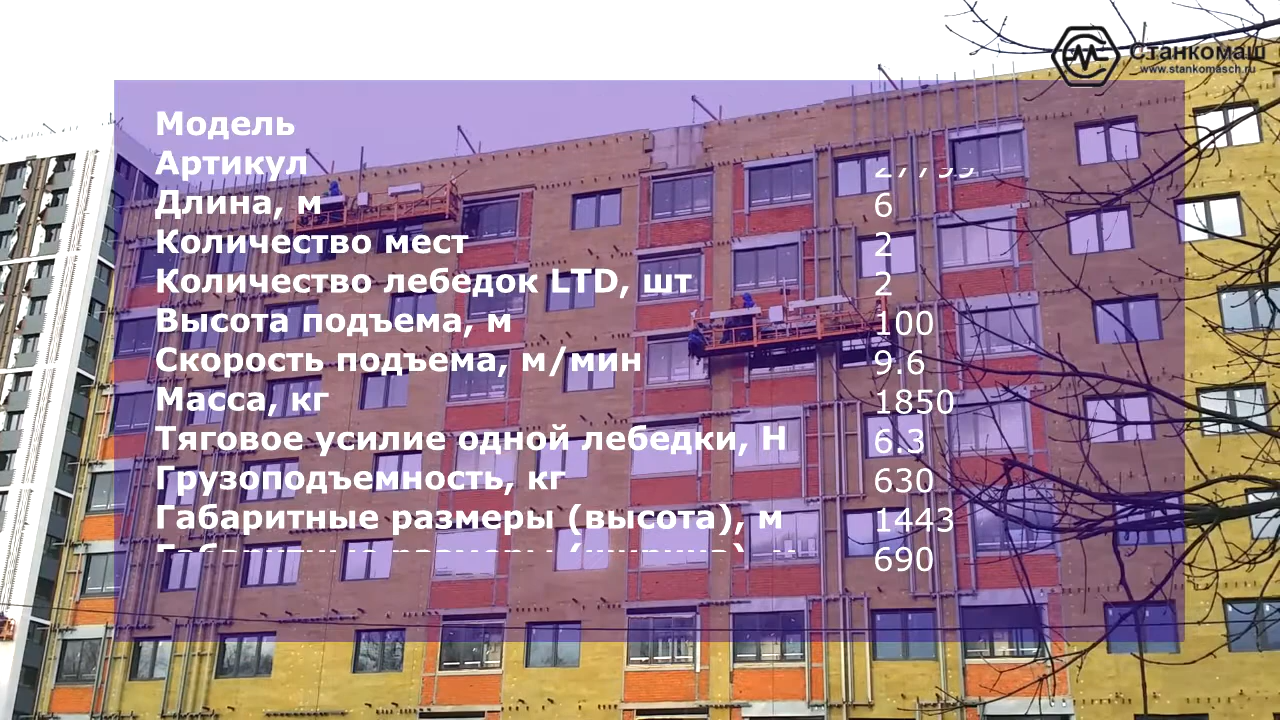 Станкомаш
www.stankomasch.ru
Модель
Артикул
Длина, м 6
Количество мест 2
Количество лебедок LTD, шт 2
Высота подъема, м 100
Скорость подъема, м/мин 9.6
Масса, кг 1850
Тяговое усилие одной лебедки, Н 6.3
Грузоподъемность, кг 630
Габаритные размеры (высота), м 1443
690